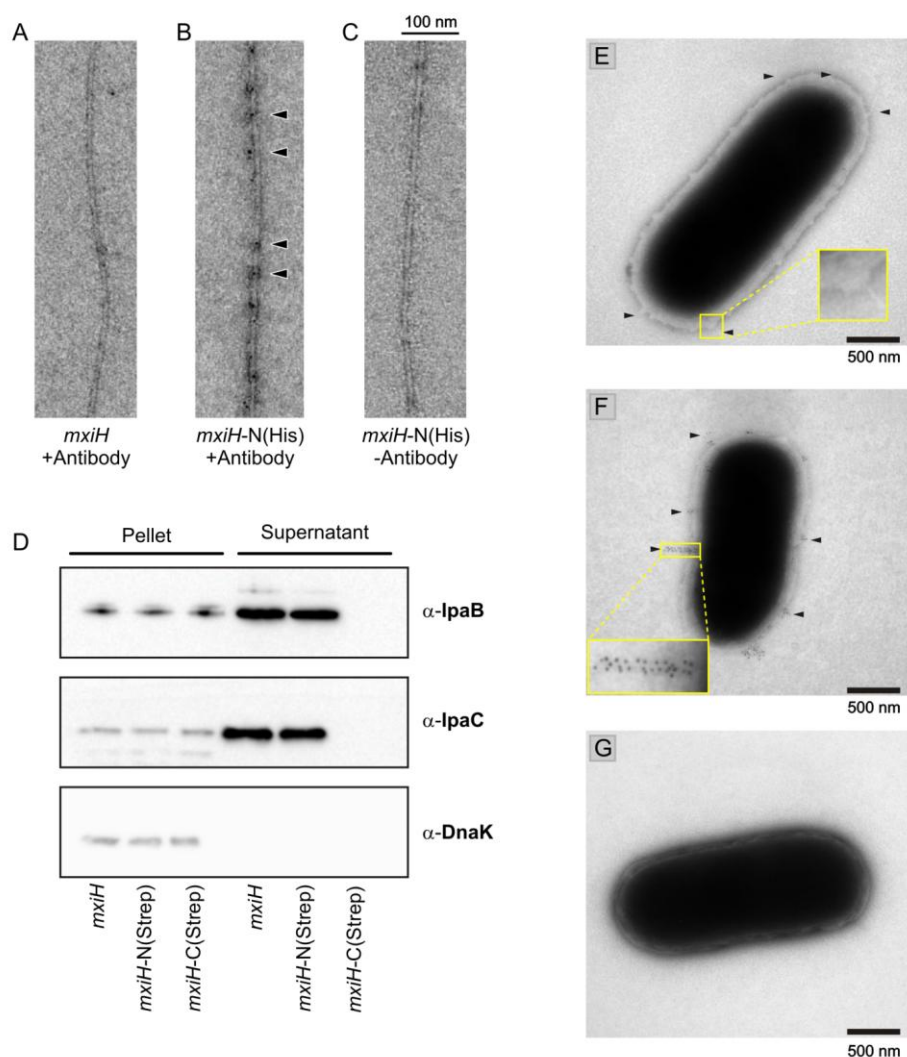 A
B
C
100 nm
mxiH
+Antibody
mxiH-N(His)
+Antibody
mxiH-N(His)
-Antibody
D
Pellet
Supernatant
α-IpaB
α-IpaC
α-DnaK
mxiH
mxiH-N(Strep)
mxiH-C(Strep)
mxiH
mxiH-N(Strep)
mxiH-C(Strep)
E
500 nm
F
500 nm
G
500 nm